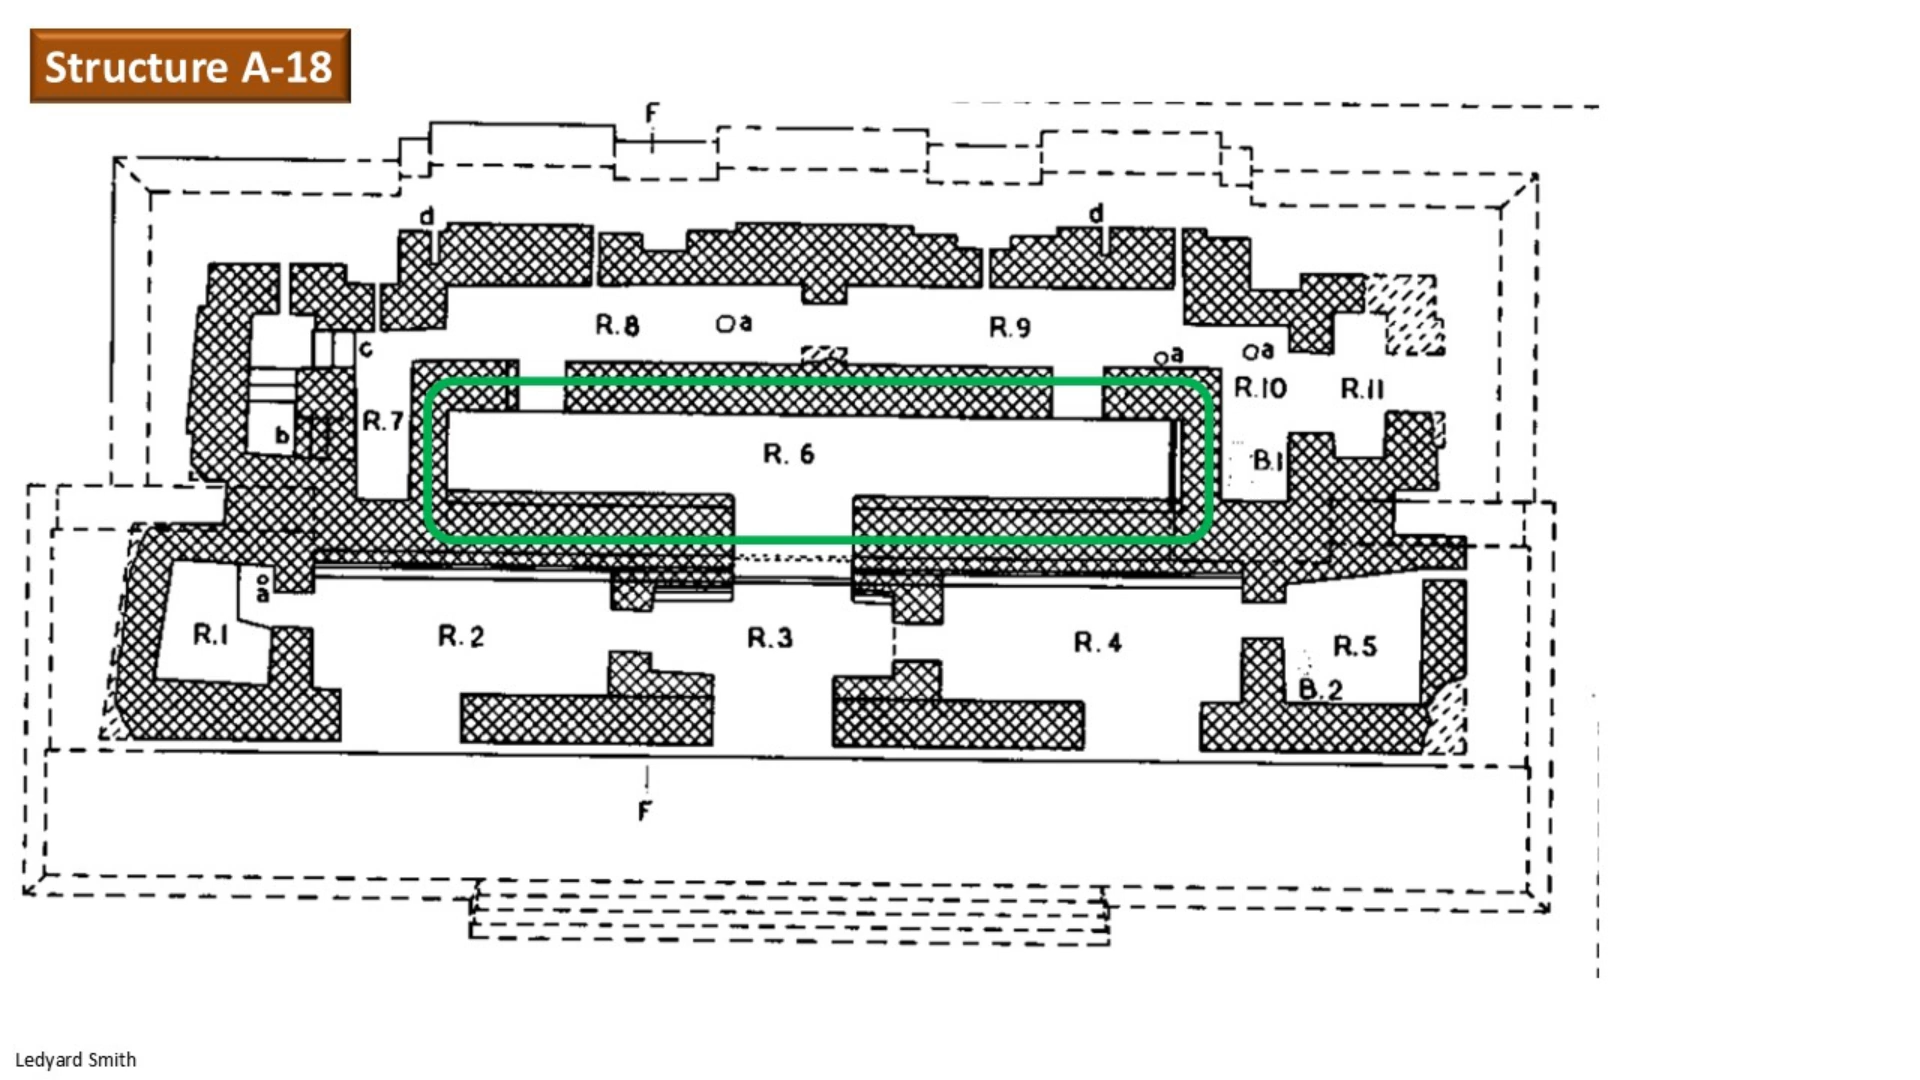 Structure A-18
F
d
d
R.8
a
R.9
c
a
a
R.10
R.11
R.7
b
R. 6
B.1
a
R.1
R. 2
R. 3
R. 4
R. 5
B. 2
F
Ledyard Smith